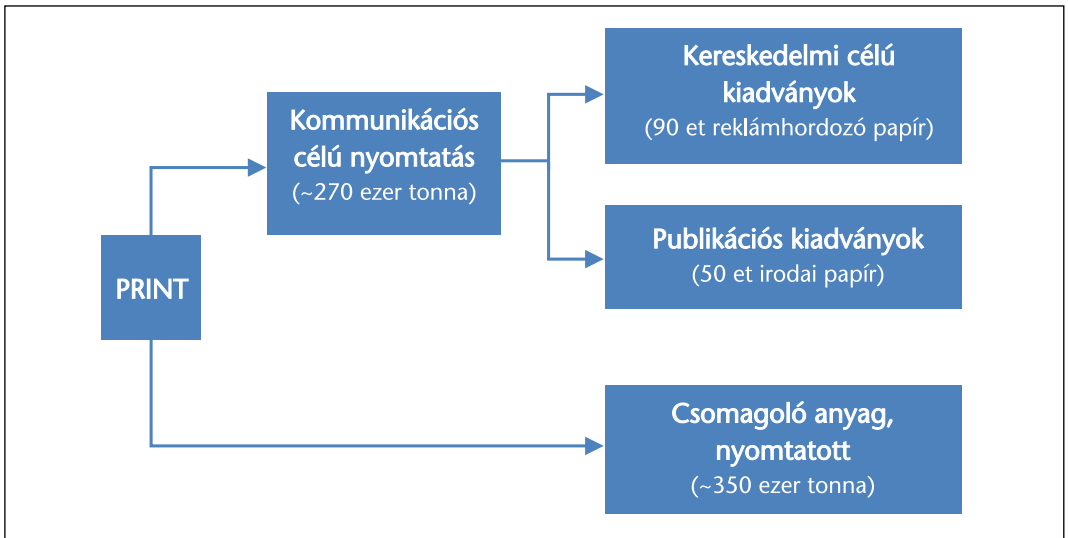 Kereskedelmi célú
kiadványok
(90 et reklámhordozó papír)
Kommunikációs
célú nyomtatás
(~270 ezer tonna)
Publikációs kiadványok
(50 et irodai papír)
PRINT
Csomagoló anyag,
nyomtatott
(~350 ezer tonna)